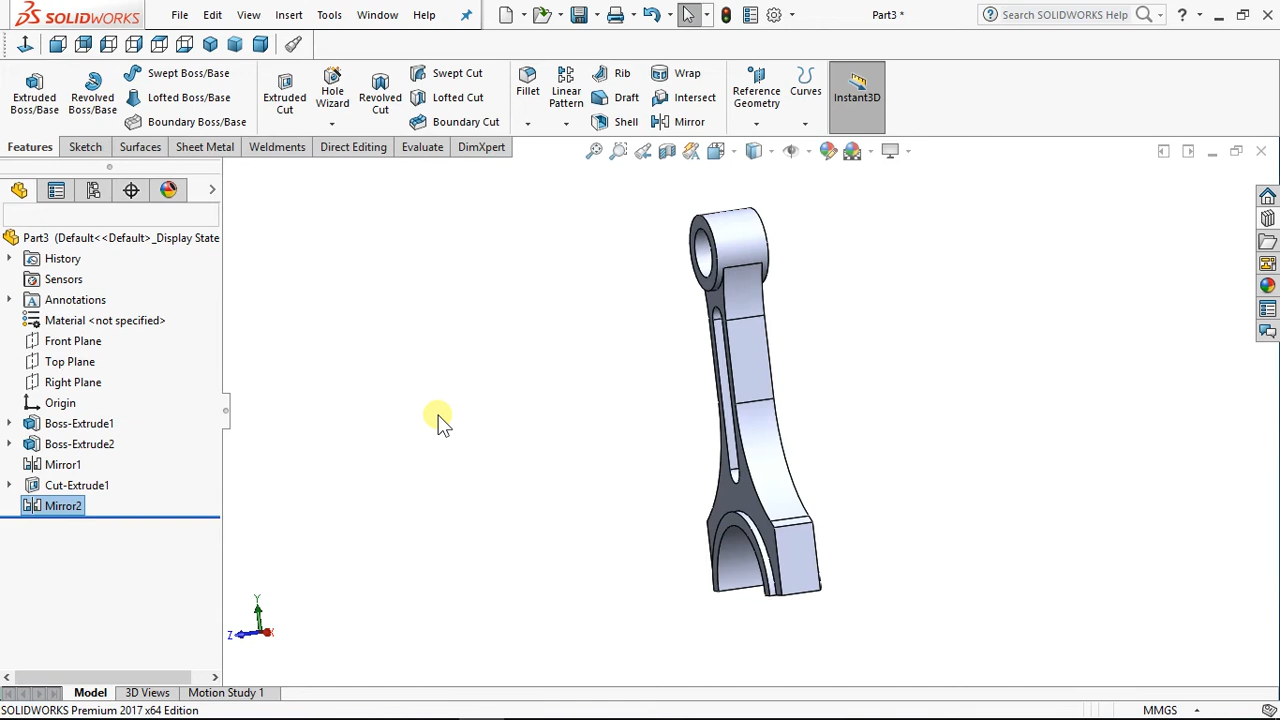 SOLIDWORKS File Edit View Insert Tools Window Help Part3 * Search SOLIDWORKS Help ?
Extruded Boss/Base
Revolved Boss/Base
Swept Boss/Base
Lofted Boss/Base
Boundary Boss/Base
Extruded Cut
Hole Wizard
Revolved Cut
Swept Cut
Lofted Cut
Boundary Cut
Fillet
Linear Pattern
Rib
Draft
Shell
Wrap
Intersect
Mirror
Reference Geometry
Curves
Instant3D
Features Sketch Surfaces Sheet Metal Weldments Direct Editing Evaluate DimXpert
Part3 (Default<<Default>_Display State
History
Sensors
Annotations
Material <not specified>
Front Plane
Top Plane
Right Plane
Origin
Boss-Extrude1
Boss-Extrude2
Mirror1
Cut-Extrude1
Mirror2
Y
Z X
Model 3D Views Motion Study 1
SOLIDWORKS Premium 2017 x64 Edition MMGS